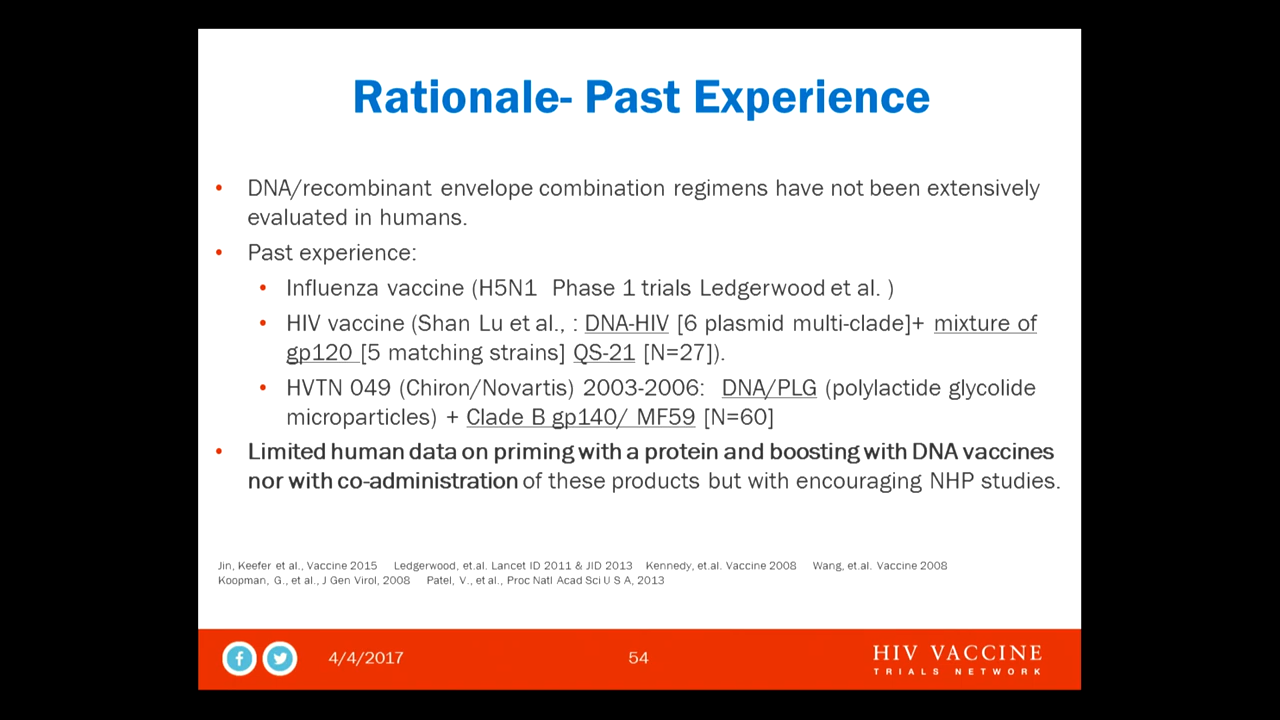 Rationale- Past Experience
• DNA/recombinant envelope combination regimens have not been extensively
evaluated in humans.
• Past experience:
• Influenza vaccine (H5N1  Phase 1 trials Ledgerwood et al. )
• HIV vaccine (Shan Lu et al., : DNA-HIV [6 plasmid multi-clade]+ mixture of
gp120 [5 matching strains] QS-21 [N=27]).
• HVTN 049 (Chiron/Novartis) 2003-2006:  DNA/PLG (polylactide glycolide
microparticles) + Clade B gp140/ MF59 [N=60]
• Limited human data on priming with a protein and boosting with DNA vaccines
nor with co-administration of these products but with encouraging NHP studies.
Jin, Keefer et al., Vaccine 2015    Ledgerwood, et.al. Lancet ID 2011 & JID 2013    Kennedy, et.al. Vaccine 2008    Wang, et.al. Vaccine 2008
Koopman, G., et al., J Gen Virol, 2008    Patel, V., et al., Proc Natl Acad Sci U S A, 2013
4/4/2017    54    HIV VACCINE
TRIALS NETWORK